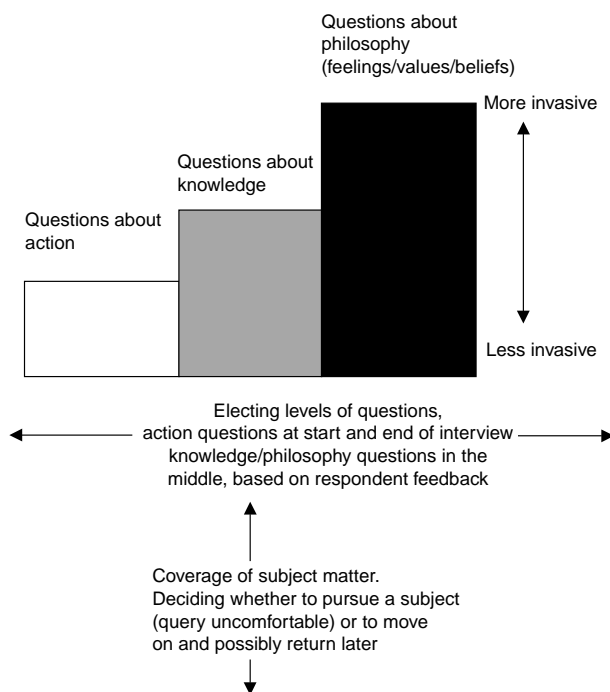 Questions about
philosophy
(feelings/values/beliefs)
More invasive
Questions about
knowledge
Questions about
action
Less invasive
Electing levels of questions,
action questions at start and end of interview
knowledge/philosophy questions in the
middle, based on respondent feedback
Coverage of subject matter.
Deciding whether to pursue a subject
(query uncomfortable) or to move
on and possibly return later